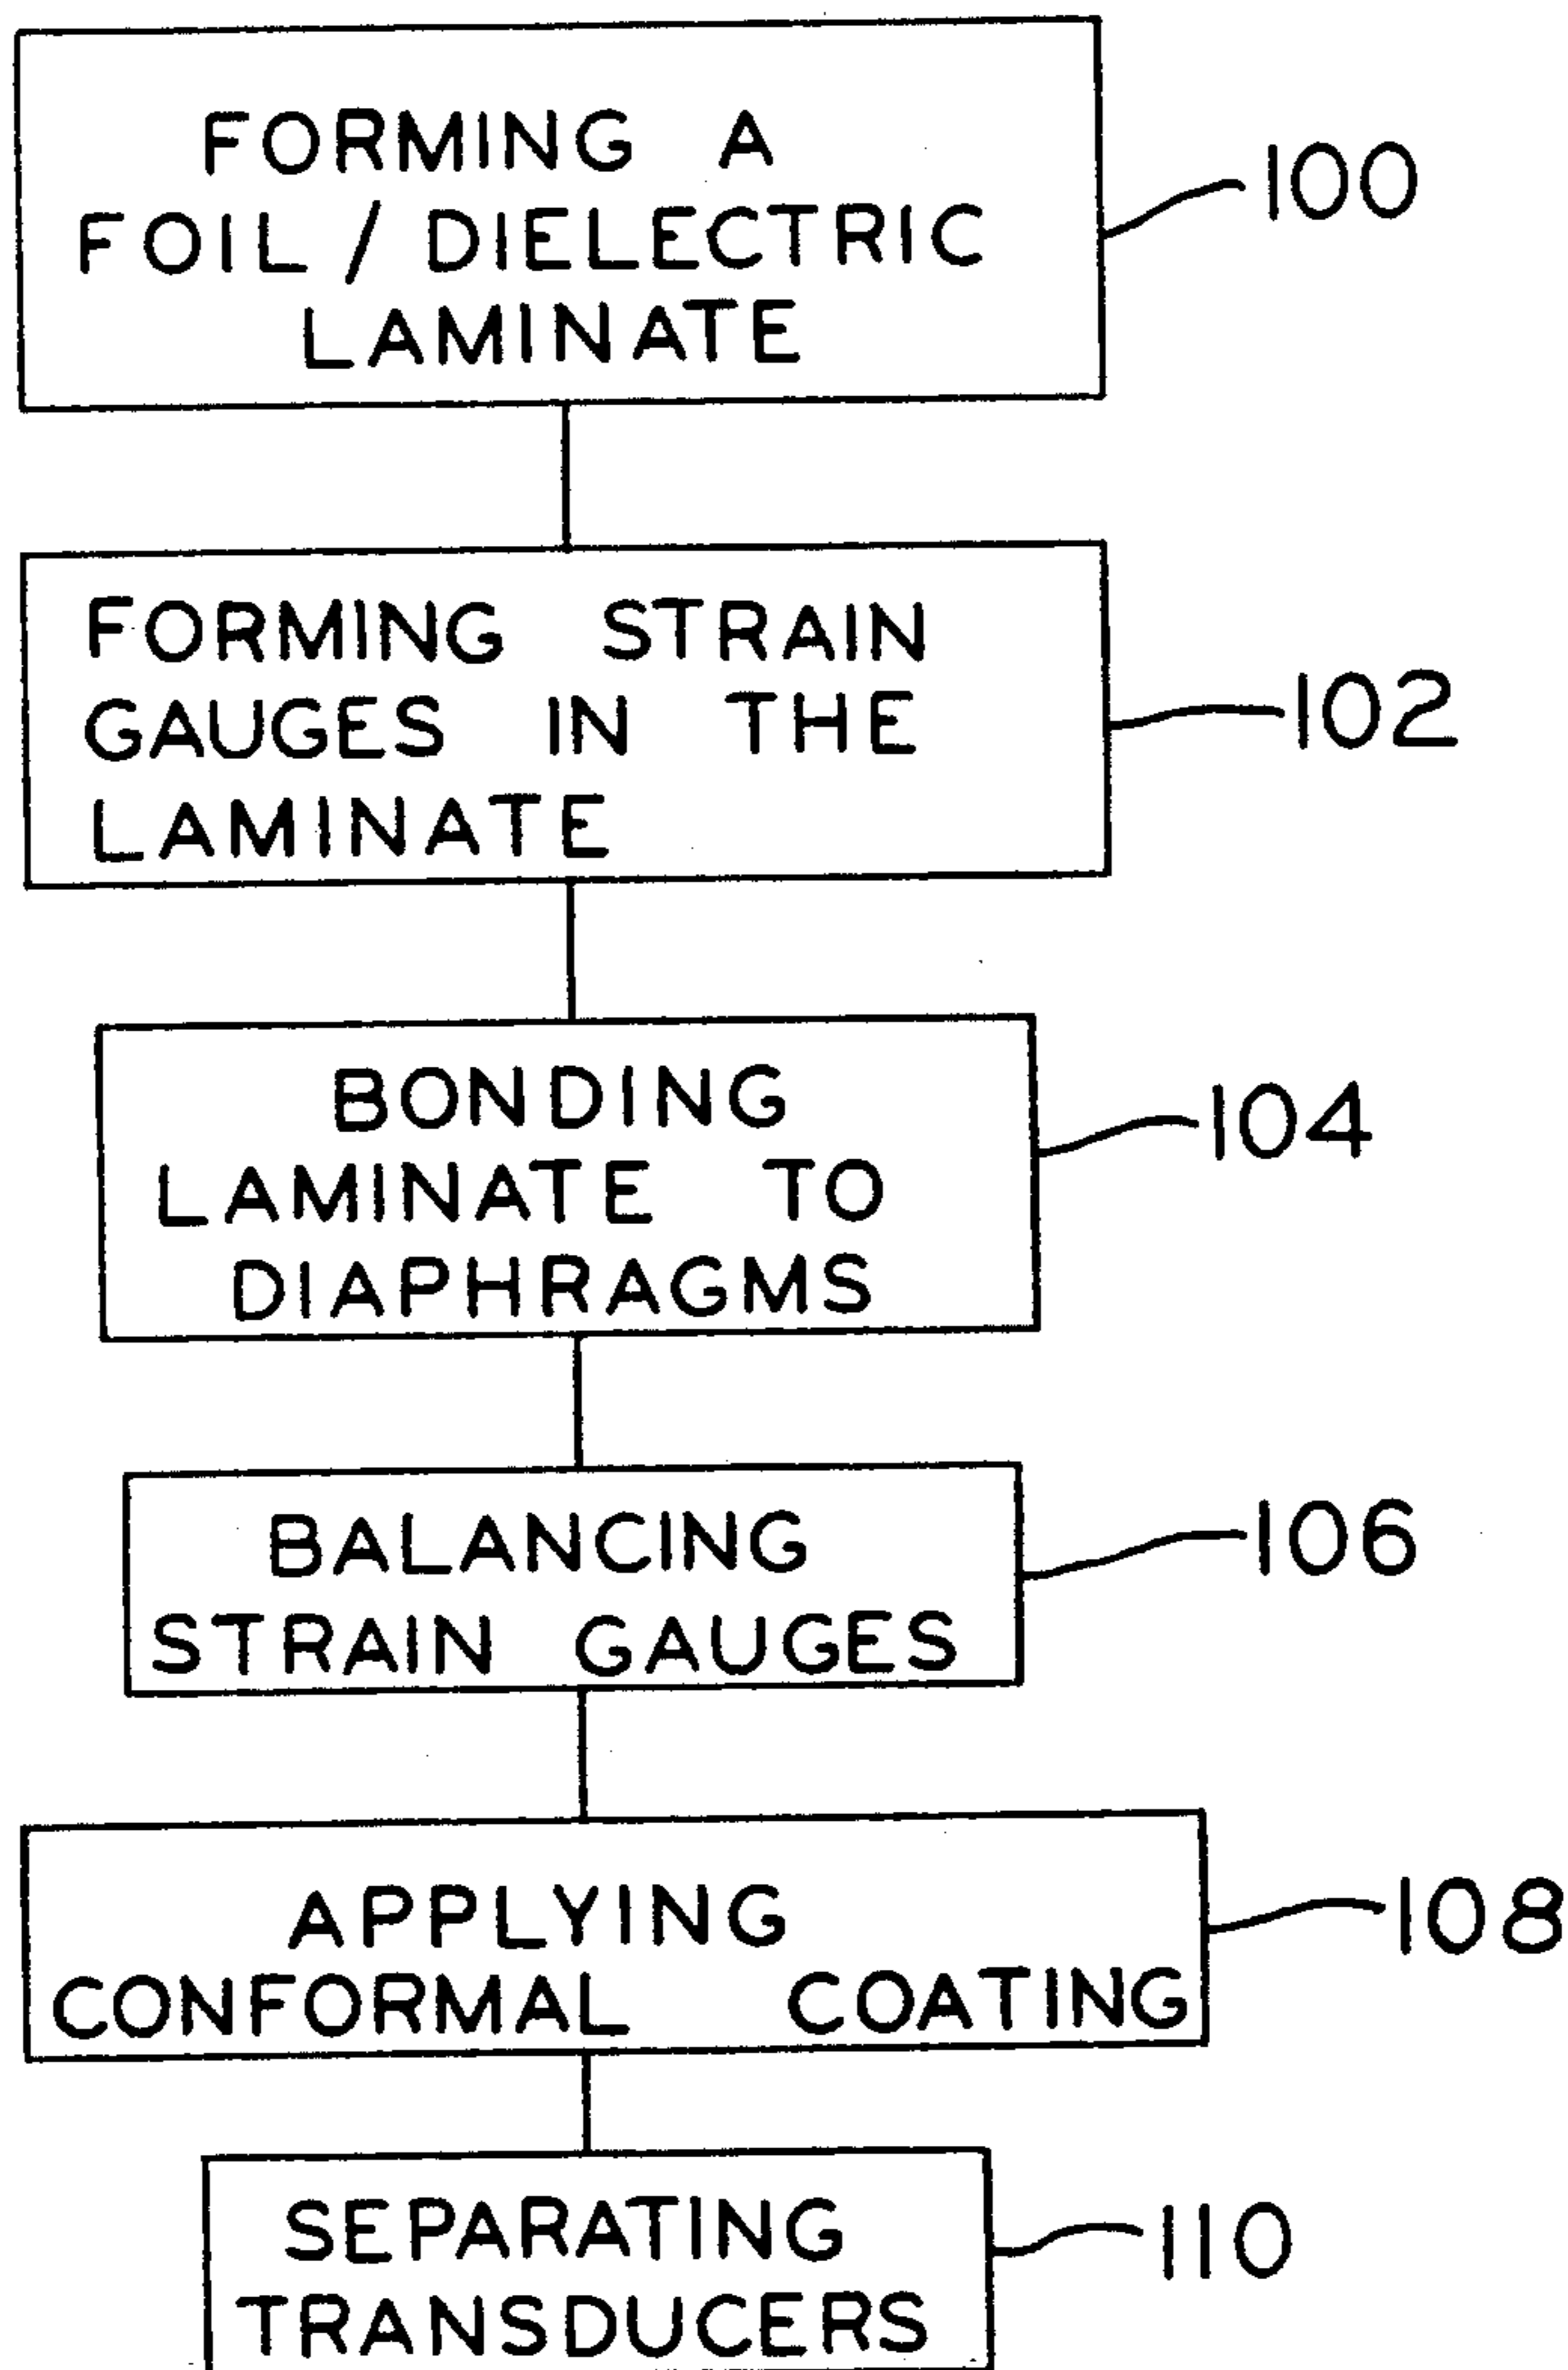 FORMING A
FOIL / DIELECTRIC
LAMINATE
100
FORMING STRAIN
GAUGES IN THE
LAMINATE
102
BONDING
LAMINATE TO
DIAPHRAGMS
104
BALANCING
STRAIN GAUGES
106
APPLYING
CONFORMAL COATING
108
SEPARATING
TRANSDUCERS
110